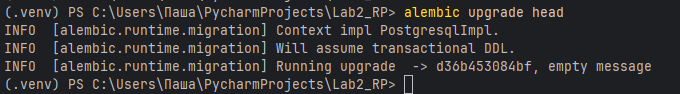 (.venv) PS C:\Users\Паша\PycharmProjects\Lab2_RP> alembic upgrade head
INFO  [alembic.runtime.migration] Context impl PostgresqlImpl.
INFO  [alembic.runtime.migration] Will assume transactional DDL.
INFO  [alembic.runtime.migration] Running upgrade  -> d36b453084bf, empty message
(.venv) PS C:\Users\Паша\PycharmProjects\Lab2_RP>